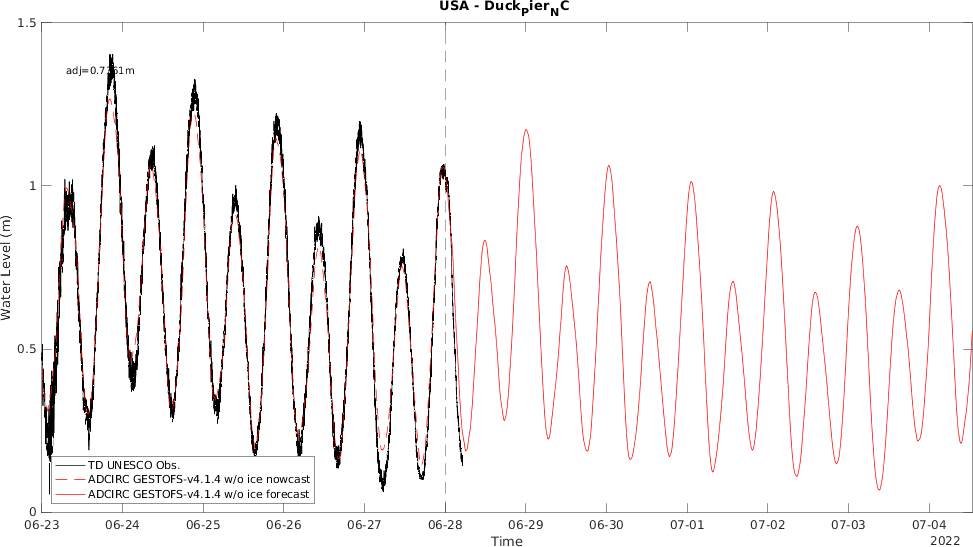 USA - DuckPierNC
adj=0.7261m
1.5
1
0.5
0
Water Level (m)
TD UNESCO Obs.
ADCIRC GESTOFS-v4.1.4 w/o ice nowcast
ADCIRC GESTOFS-v4.1.4 w/o ice forecast
06-23 06-24 06-25 06-26 06-27 06-28 06-29 06-30 07-01 07-02 07-03 07-04
Time
2022